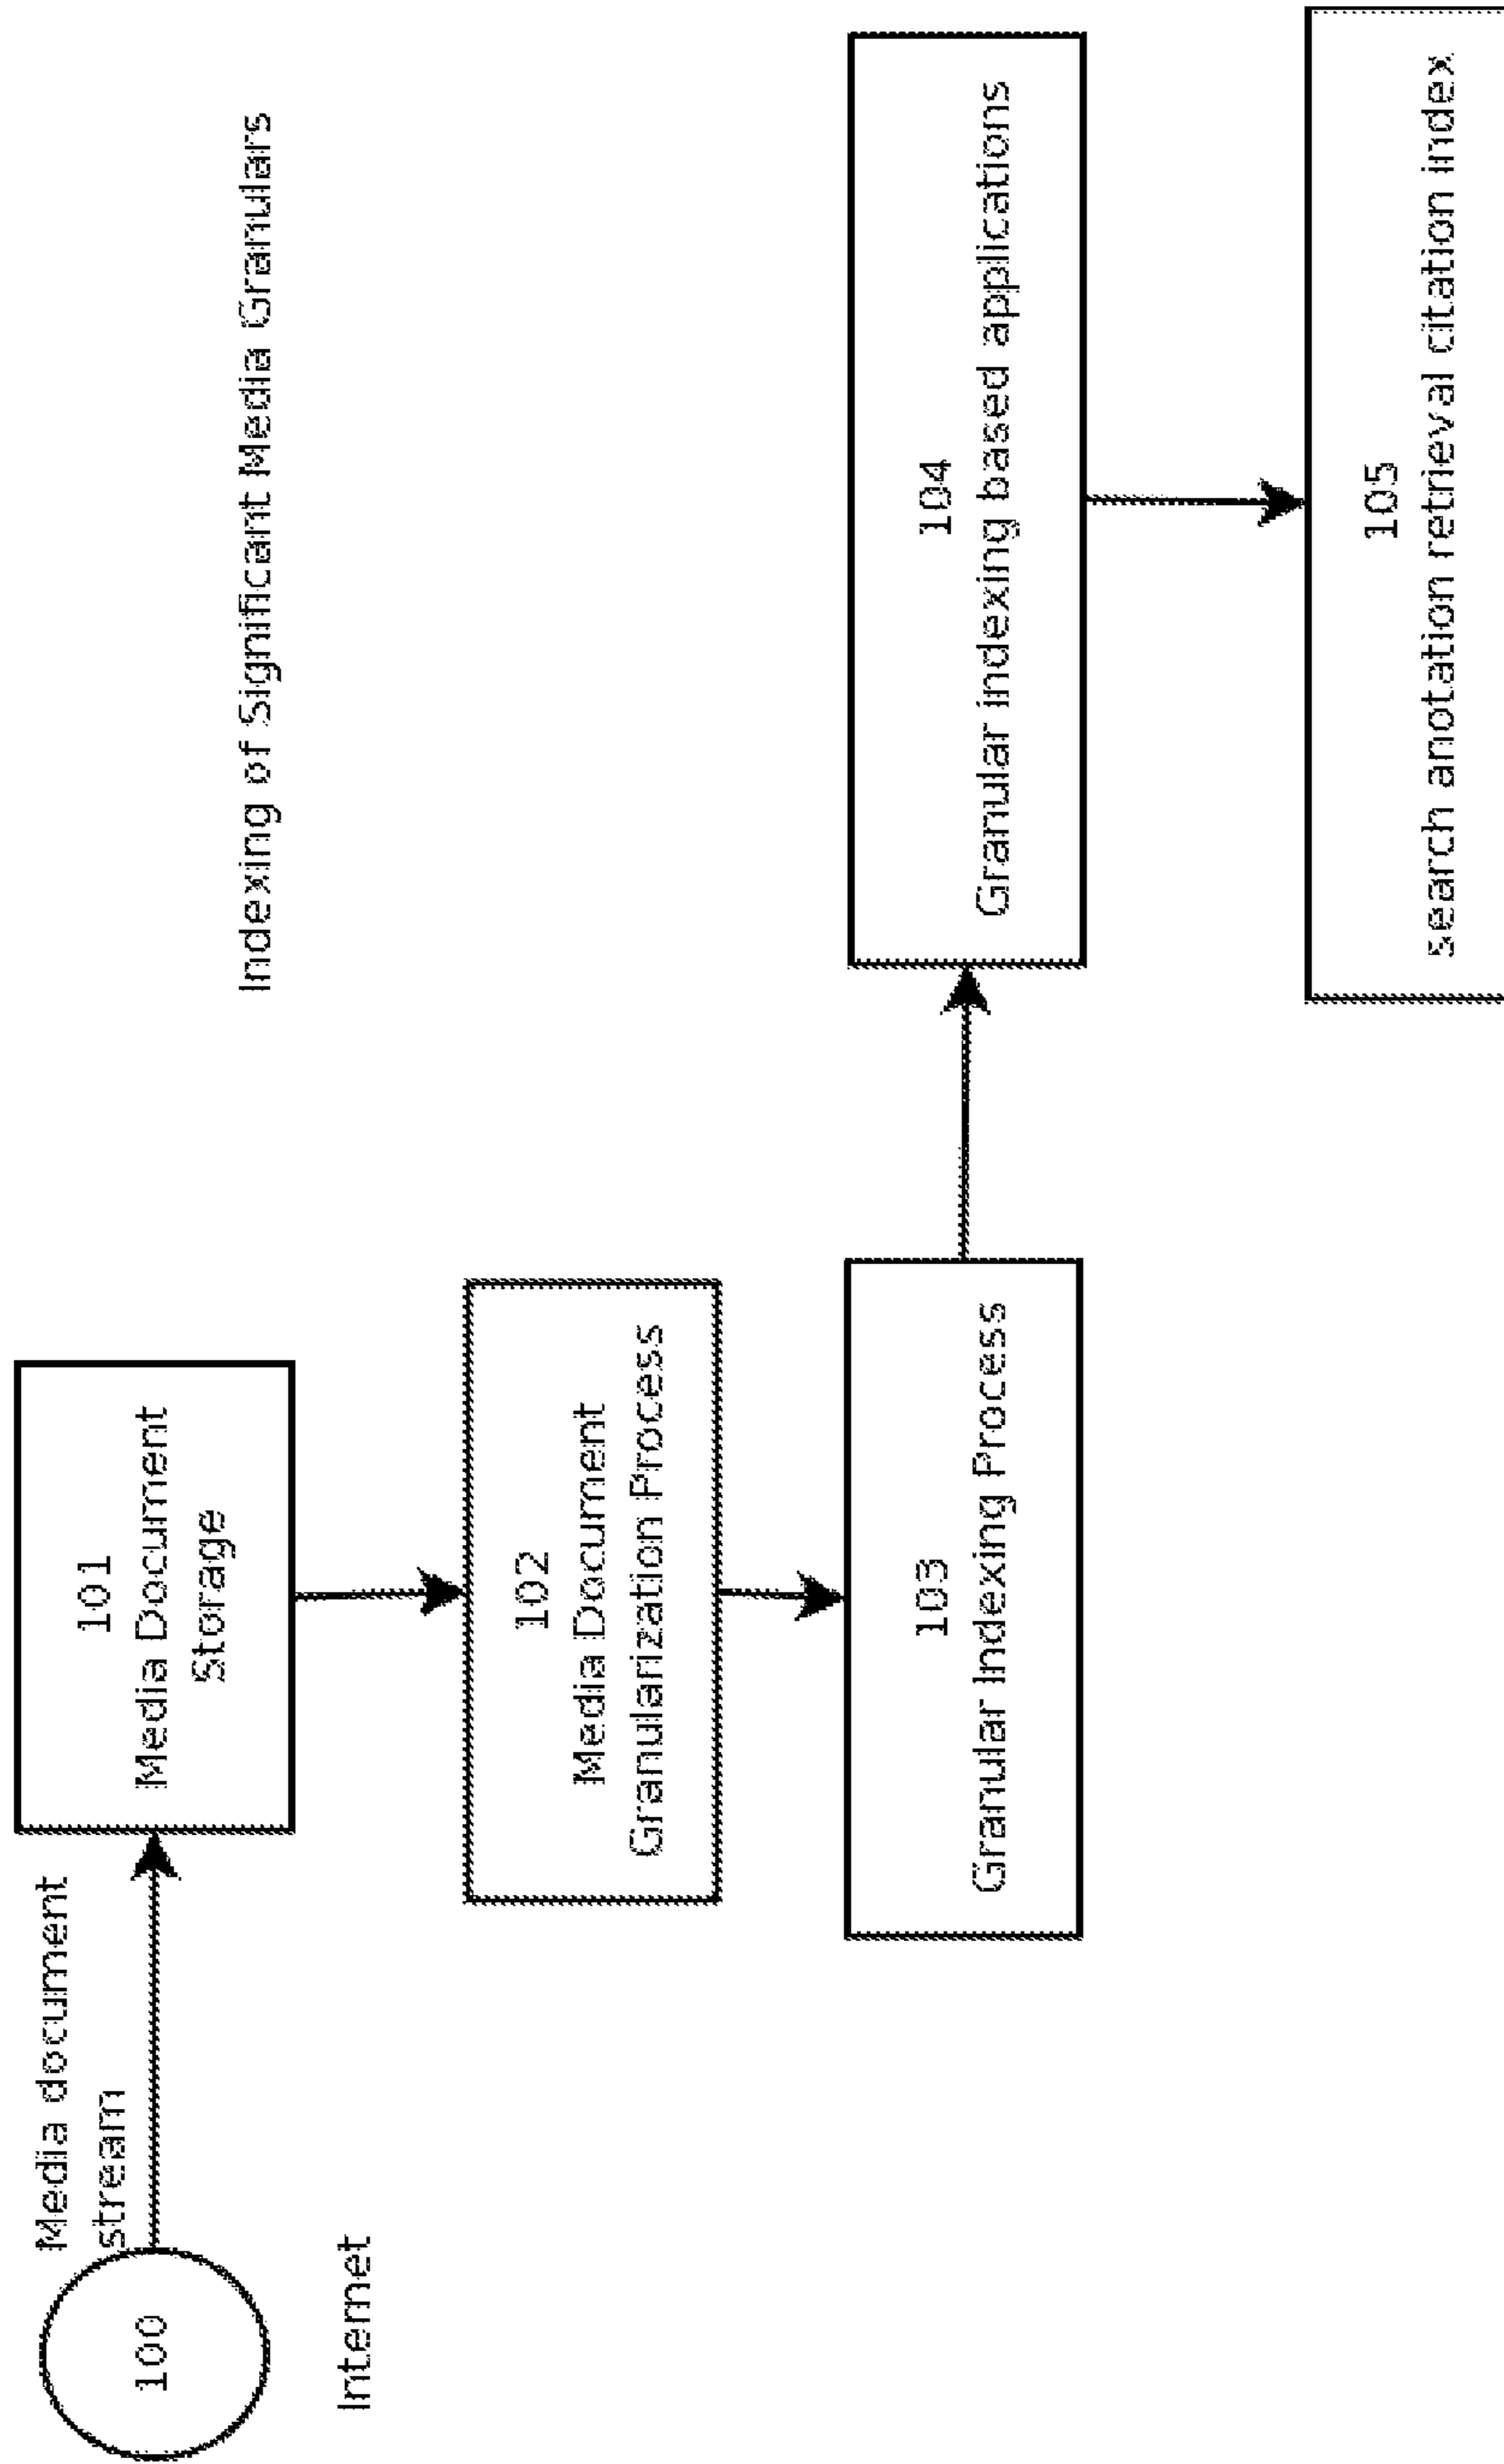 Indexing of Significant Media Granulars
Media document
stream
100
Internet
101
Media Document
Storage
102
Media Document
Granularization Process
103
Granular Indexing Process
104
Granular indexing based applications
105
search anotation retrieval citation index